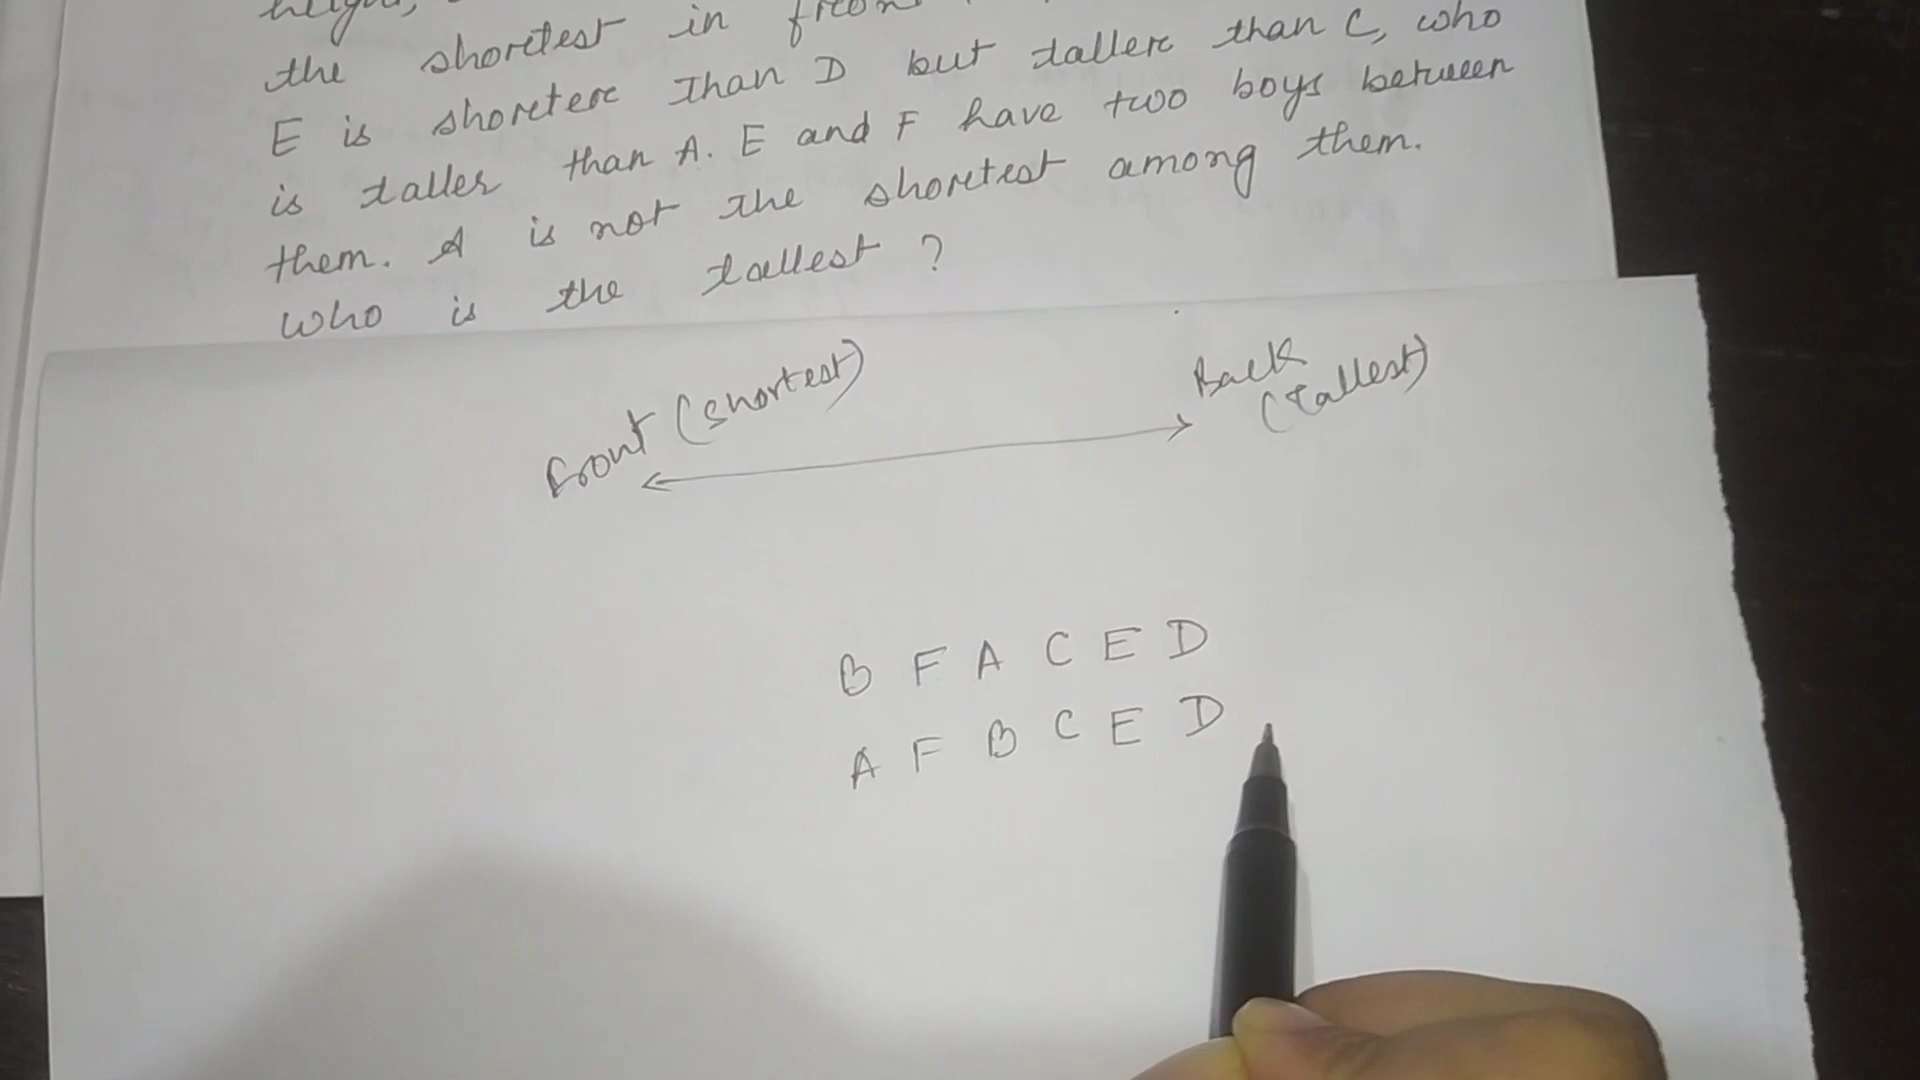 the shortest in from
E is shorter than D but taller than C, who
is taller than A. E and F have two boys between
them. A is not the shortest among them.
Who is the tallest ?
Front (shortest)
Back
(tallest)
B F A C E D
A F B C E D